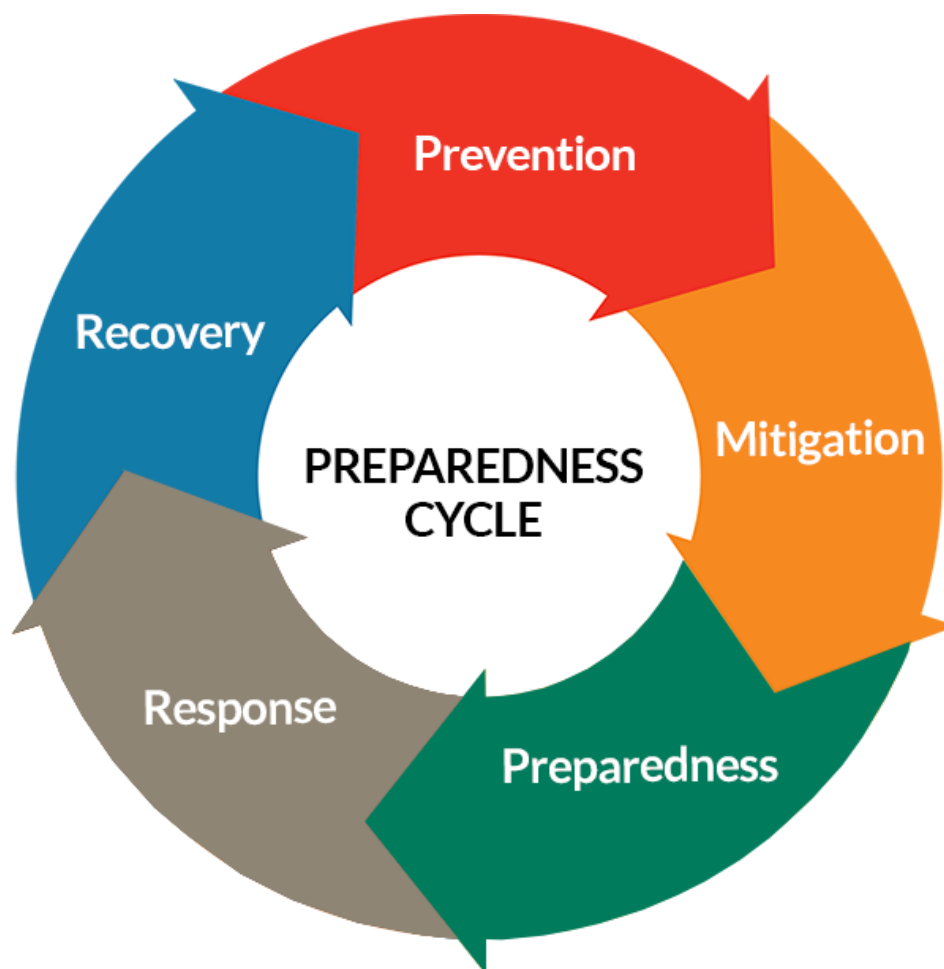 Prevention
Mitigation
Preparedness
Response
Recovery
PREPAREDNESS
CYCLE